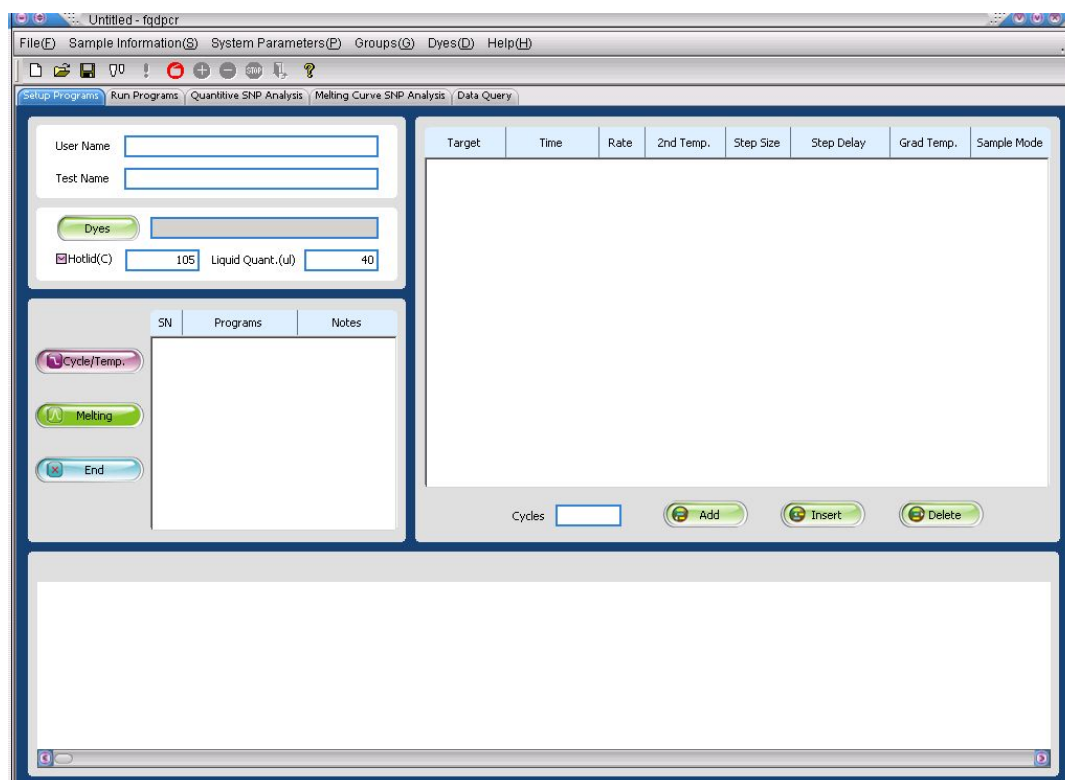 Untitled - fqdpcr
File(F) Sample Information(S) System Parameters(P) Groups(G) Dyes(D) Help(H)
STOP
Setup Programs Run Programs Quantitive SNP Analysis Melting Curve SNP Analysis Data Query
User Name
Test Name
Dyes
Hotlid(C) 105 Liquid Quant.(ul) 40
SN Programs Notes
Cycle/Temp.
Melting
End
Target Time Rate 2nd Temp. Step Size Step Delay Grad Temp. Sample Mode
Cycles Add Insert Delete